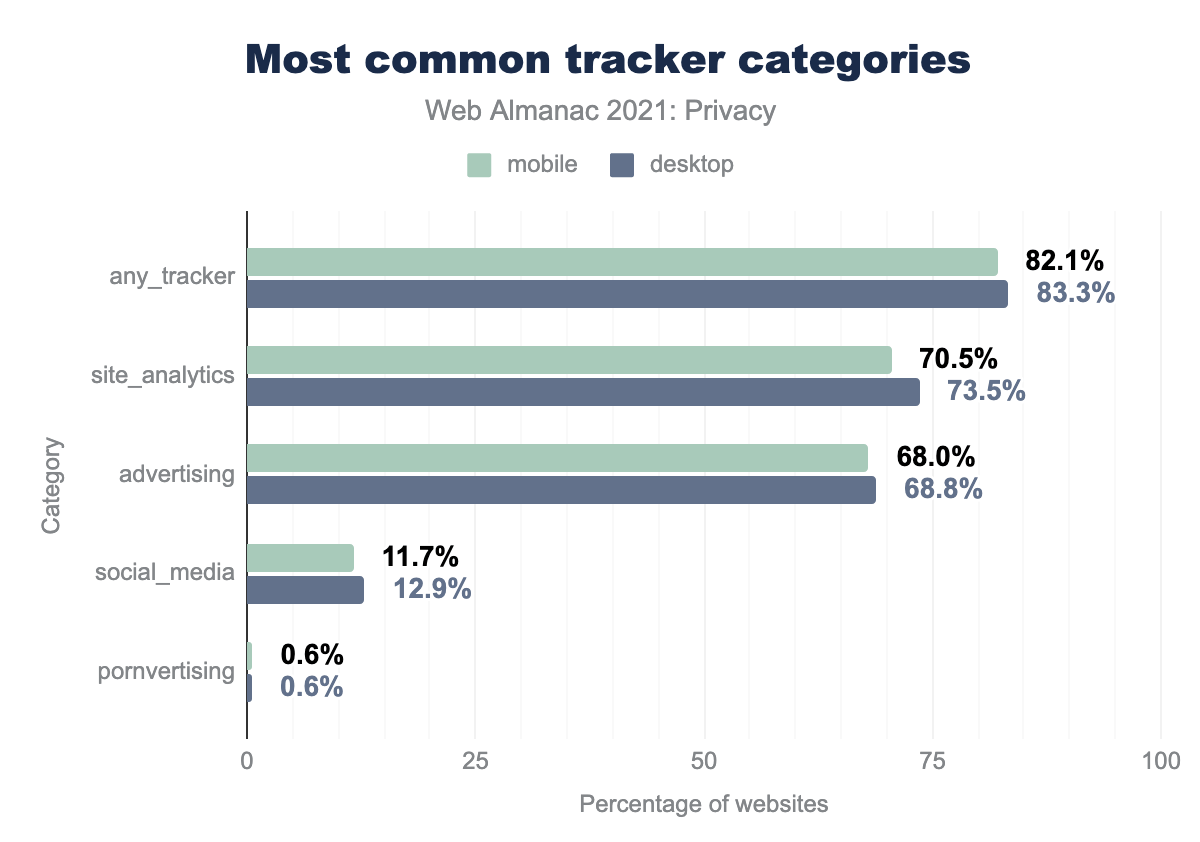 Most common tracker categories
Web Almanac 2021: Privacy
mobile desktop
any_tracker 82.1%
83.3%
site_analytics 70.5%
73.5%
advertising 68.0%
68.8%
social_media 11.7%
12.9%
pornvertising 0.6%
0.6%
Category
0 25 50 75 100
Percentage of websites